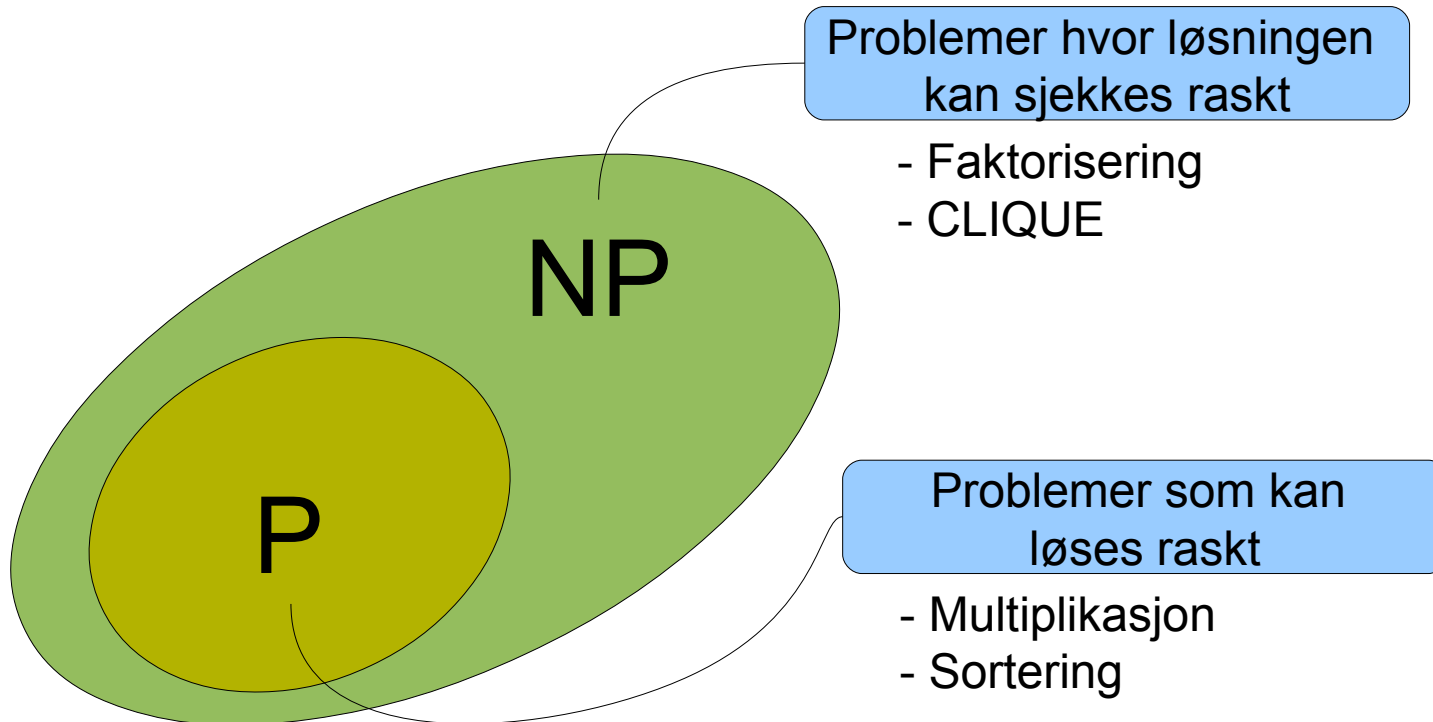 Problemer hvor løsningen
kan sjekkes raskt
- Faktorisering
- CLIQUE
NP
P
Problemer som kan
løses raskt
- Multiplikasjon
- Sortering